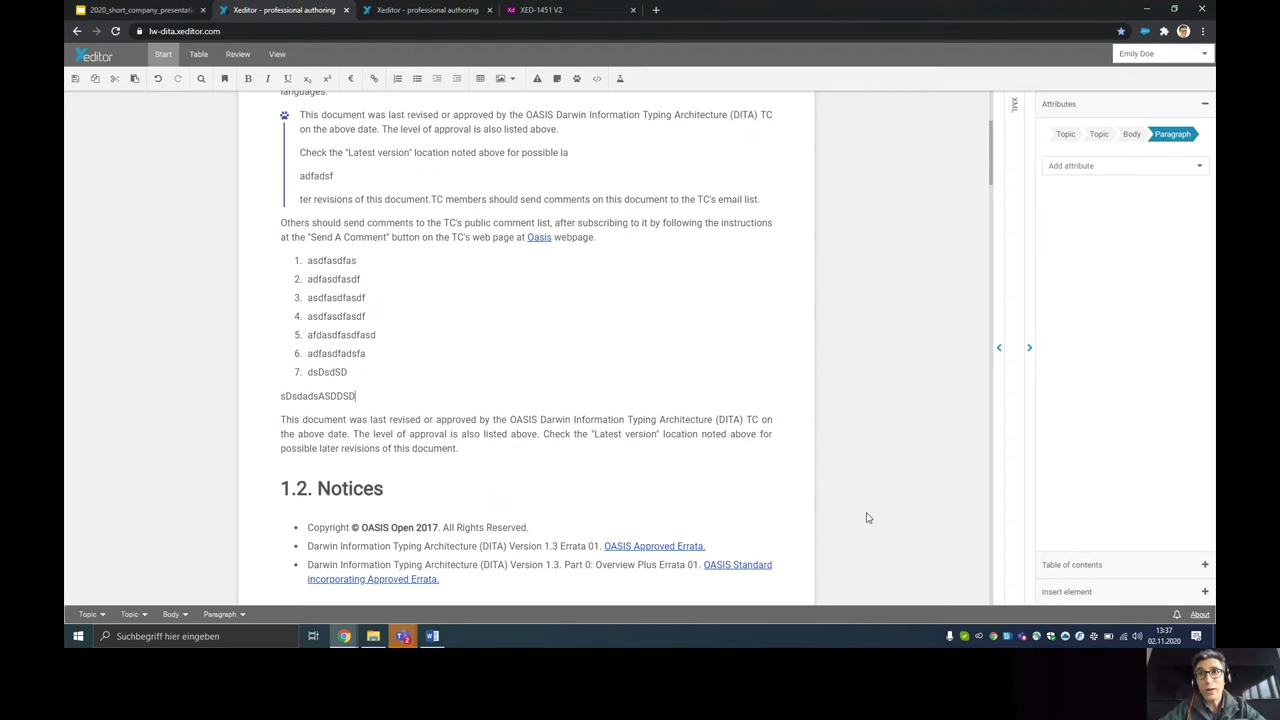 2020_short_company_presentati
Xeditor - professional authoring
Xeditor - professional authoring
XED-1451 V2
lw-dita.xeditor.com
Xeditor
Start
Table
Review
View
Emily Doe
languages.
This document was last revised or approved by the OASIS Darwin Information Typing Architecture (DITA) TC
on the above date. The level of approval is also listed above.
Check the "Latest version" location noted above for possible la
adfadsf
ter revisions of this document.TC members should send comments on this document to the TC's email list.
Others should send comments to the TC's public comment list, after subscribing to it by following the instructions
at the "Send A Comment" button on the TC's web page at Oasis webpage.
1. asdfasdfas
2. adfasfasdf
3. asdfasdfasdf
4. asdfasdfasdf
5. afdasdfasdfasd
6. adfasfadsfa
7. dsDsdSD
sDsdadsASDDSD
This document was last revised or approved by the OASIS Darwin Information Typing Architecture (DITA) TC on
the above date. The level of approval is also listed above. Check the "Latest version" location noted above for
possible later revisions of this document.
1.2. Notices
• Copyright © OASIS Open 2017. All Rights Reserved.
• Darwin Information Typing Architecture (DITA) Version 1.3 Errata 01. OASIS Approved Errata.
• Darwin Information Typing Architecture (DITA) Version 1.3. Part 0: Overview Plus Errata 01. OASIS Standard
incorporating Approved Errata.
XML
Attributes
Topic
Topic
Body
Paragraph
Add attribute
Table of contents
Insert element
Topic
Topic
Body
Paragraph
About
Suchbegriff hier eingeben
13:37
02.11.2020